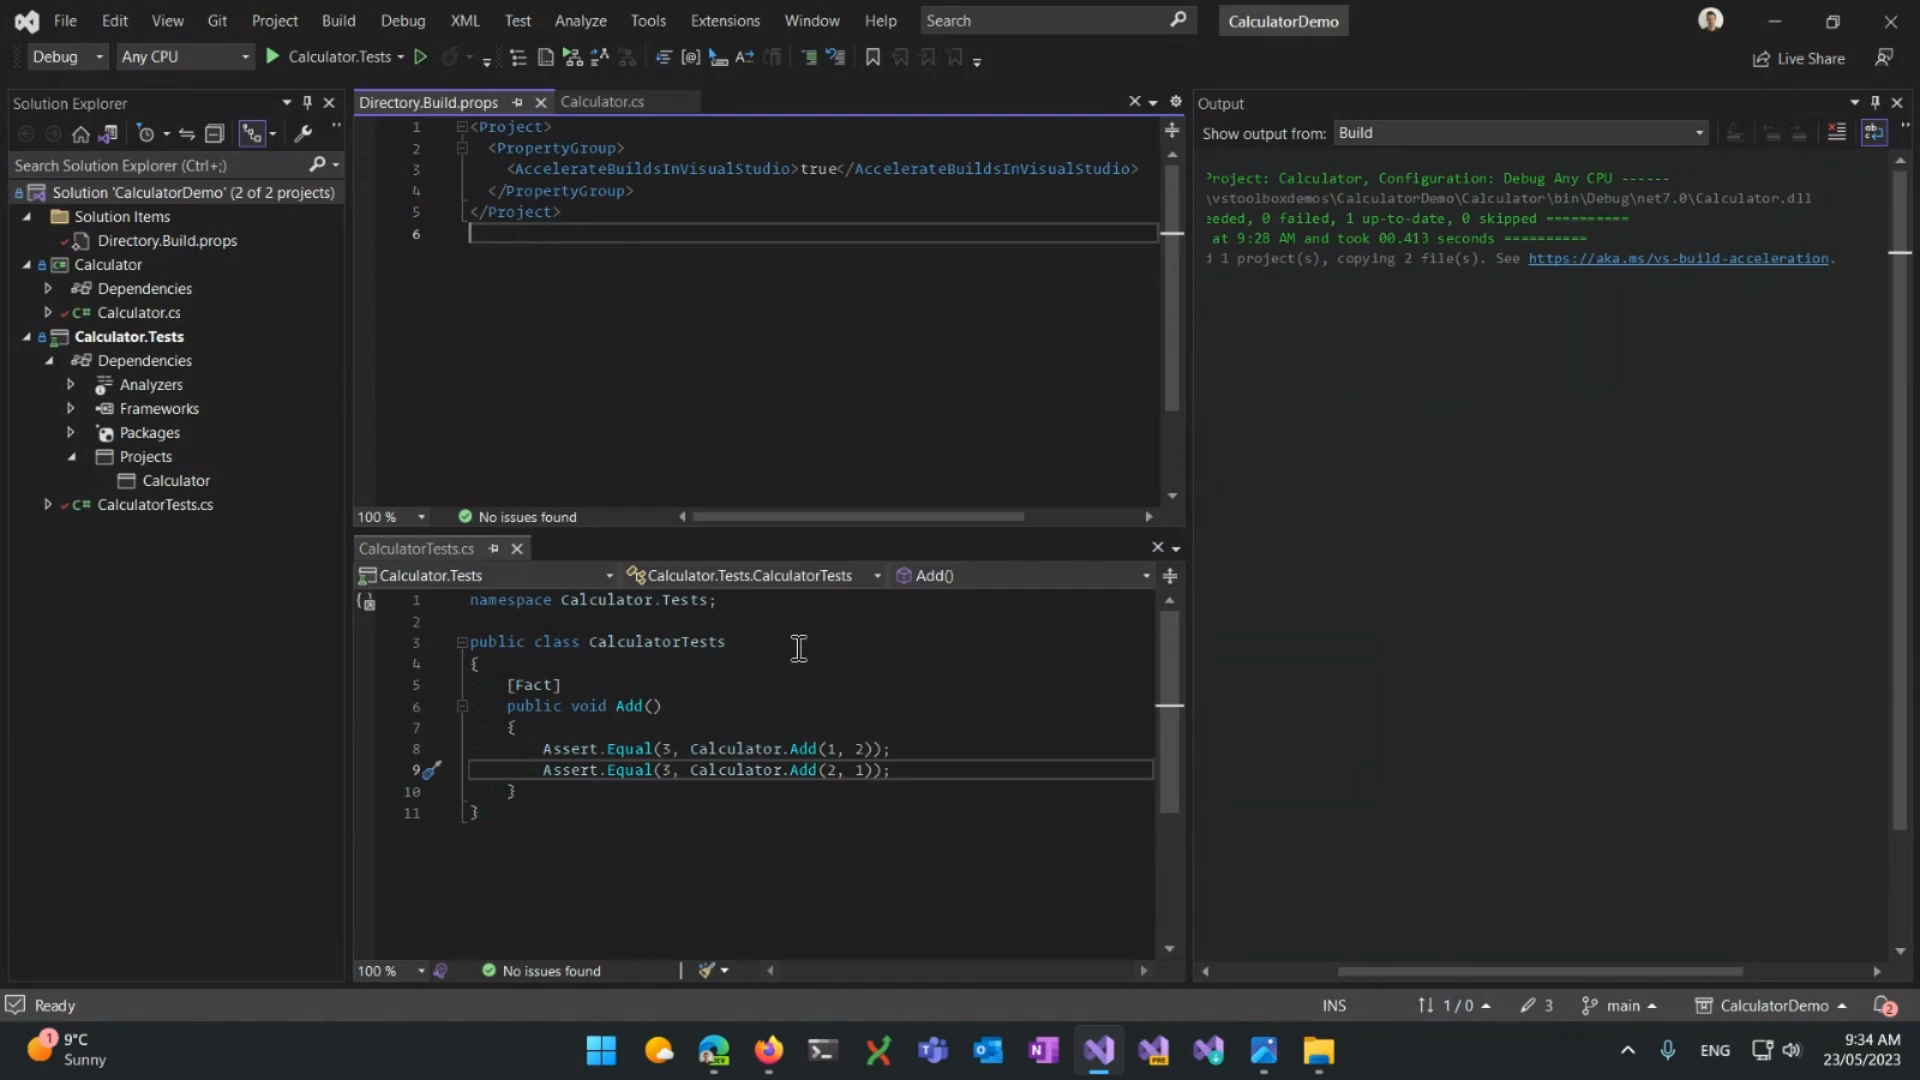 File Edit View Git Project Build Debug XML Test Analyze Tools Extensions Window Help Search CalculatorDemo
Debug Any CPU Calculator.Tests Live Share
Solution Explorer
Search Solution Explorer (Ctrl+;)
Solution 'CalculatorDemo' (2 of 2 projects)
Solution Items
Directory.Build.props
Calculator
Dependencies
Calculator.cs
Calculator.Tests
Dependencies
Analyzers
Frameworks
Packages
Projects
Calculator
CalculatorTests.cs
Directory.Build.props Calculator.cs
1 <Project>
2 <PropertyGroup>
3 <AccelerateBuildsInVisualStudio>true</AccelerateBuildsInVisualStudio>
4 </PropertyGroup>
5 </Project>
6
100 % No issues found
CalculatorTests.cs
Calculator.Tests Calculator.Tests.CalculatorTests Add()
1 namespace Calculator.Tests;
2
3 public class CalculatorTests
4 {
5 [Fact]
6 public void Add()
7 {
8 Assert.Equal(3, Calculator.Add(1, 2));
9 Assert.Equal(3, Calculator.Add(2, 1));
10 }
11 }
100 % No issues found
Output
Show output from: Build
Project: Calculator, Configuration: Debug Any CPU ------
\vstoolboxdemos\CalculatorDemo\Calculator\bin\Debug\net7.0\Calculator.dll
eeded, 0 failed, 1 up-to-date, 0 skipped ==========
at 9:28 AM and took 00.413 seconds ==========
d 1 project(s), copying 2 file(s). See https://aka.ms/vs-build-acceleration.
Ready INS 1 / 0 3 main CalculatorDemo 2
1 9°C
Sunny
DEV
PRE
ENG
9:34 AM
23/05/2023